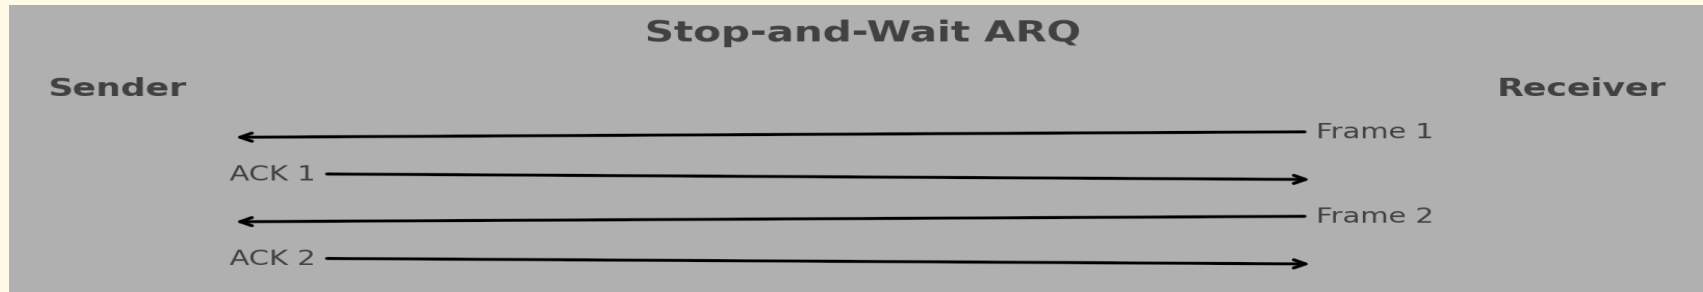 Stop-and-Wait ARQ
Sender Receiver
Frame 1
ACK 1
Frame 2
ACK 2